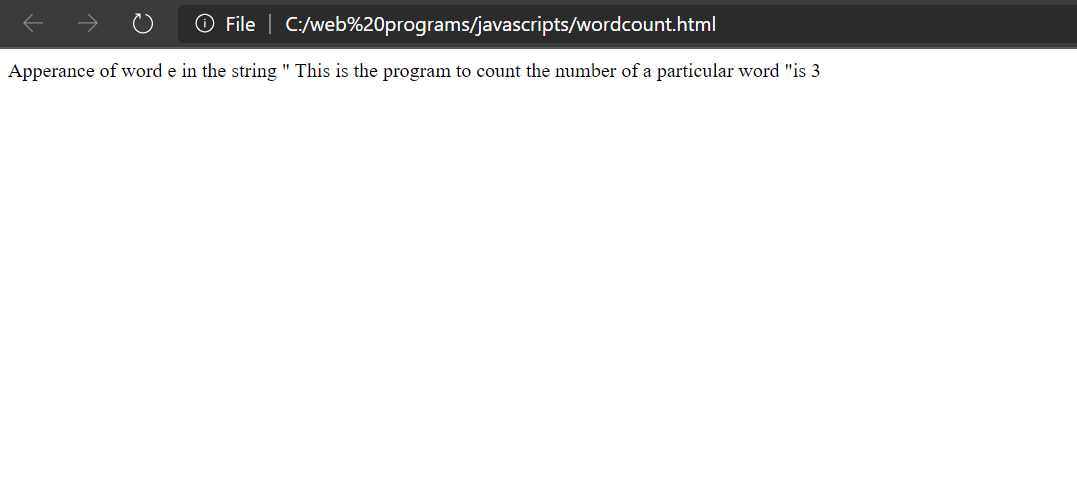 File | C:/web%20programs/javascripts/wordcount.html
Apperance of word e in the string " This is the program to count the number of a particular word "is 3